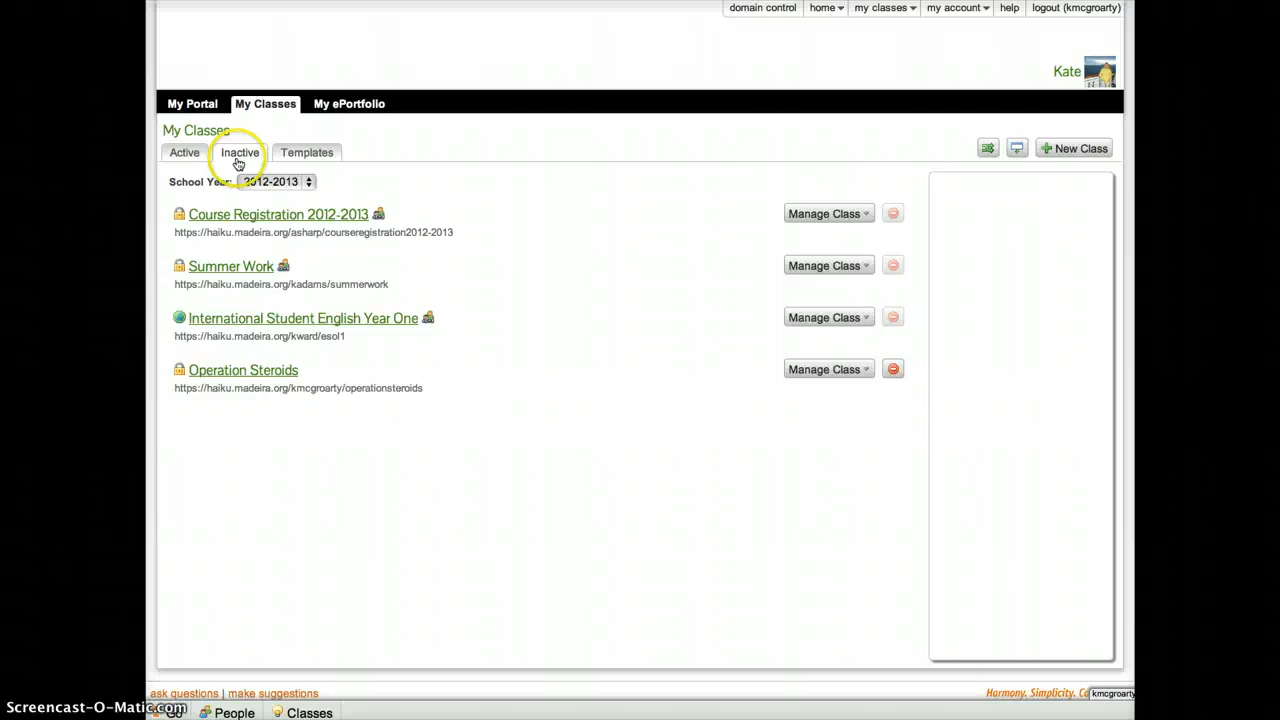 domain control home my classes my account help logout (kmcgroarty)
Kate
My Portal My Classes My ePortfolio
My Classes
Active Inactive Templates
New Class
School Year: 2012-2013
Course Registration 2012-2013
Manage Class
https://haiku.madeira.org/asharp/courseregistration2012-2013
Summer Work
Manage Class
https://haiku.madeira.org/kadams/summerwork
International Student English Year One
Manage Class
https://haiku.madeira.org/kward/esol1
Operation Steroids
Manage Class
https://haiku.madeira.org/kmcgroarty/operationsteroids
ask questions | make suggestions
Harmony. Simplicity. kmcgroarty
Screencast-O-Matic.com
People Classes